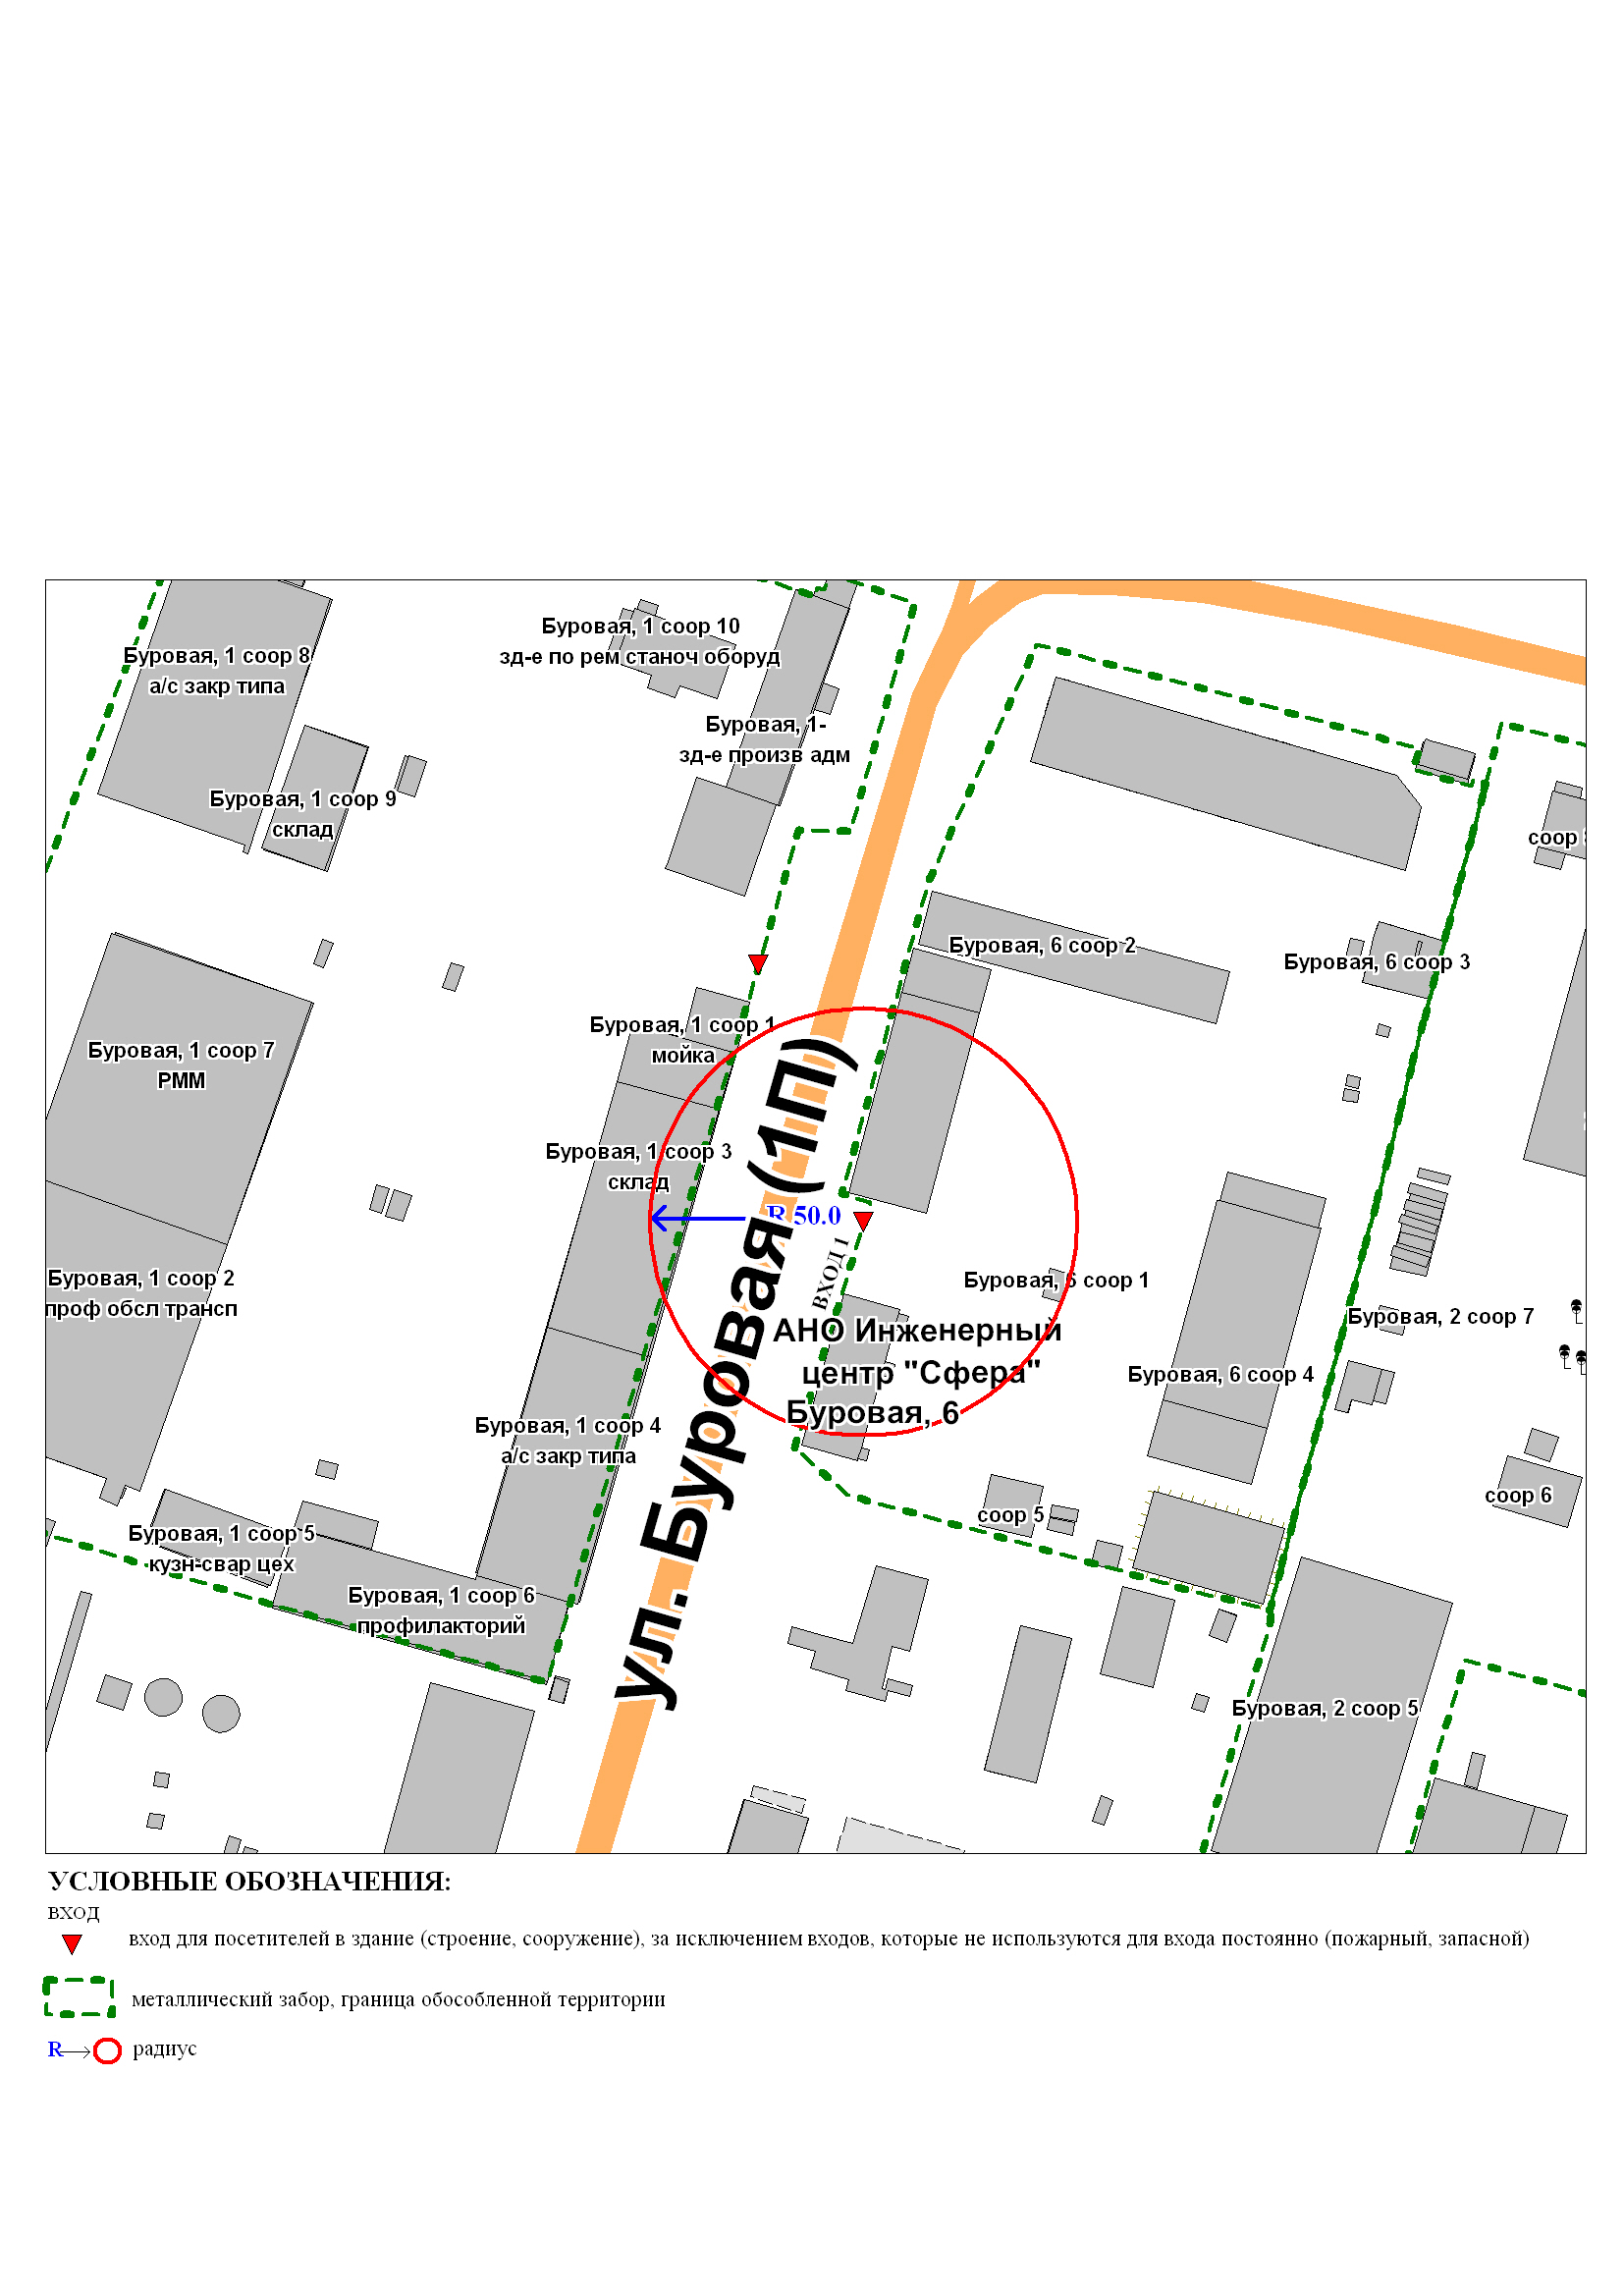 Буровая, 1 соор 10
зд-е по рем станоч оборуд
Буровая, 1 соор 8
а/с закр типа
Буровая, 1-
зд-е произв адм
Буровая, 1 соор 9
склад
соор
Буровая, 6 соор 2
Буровая, 6 соор 3
Буровая, 1 соор 1
мойка
Буровая, 1 соор 7
РММ
Буровая, 1 соор 3
склад
R 50.0
ВХОД 1
ул. Буровая (1П)
Буровая, 1 соор 2
проф обсл трансп
Буровая, 6 соор 1
Буровая, 2 соор 7
АНО Инженерный
центр "Сфера"
Буровая, 6
Буровая, 6 соор 4
Буровая, 1 соор 4
а/с закр типа
соор 6
соор 5
Буровая, 1 соор 5
кузн-свар цех
Буровая, 1 соор 6
профилакторий
Буровая, 2 соор 5
УСЛОВНЫЕ ОБОЗНАЧЕНИЯ:
ВХОД
вход для посетителей в здание (строение, сооружение), за исключением входов, которые не используются для входа постоянно (пожарный, запасной)
металлический забор, граница обособленной территории
R
радиус